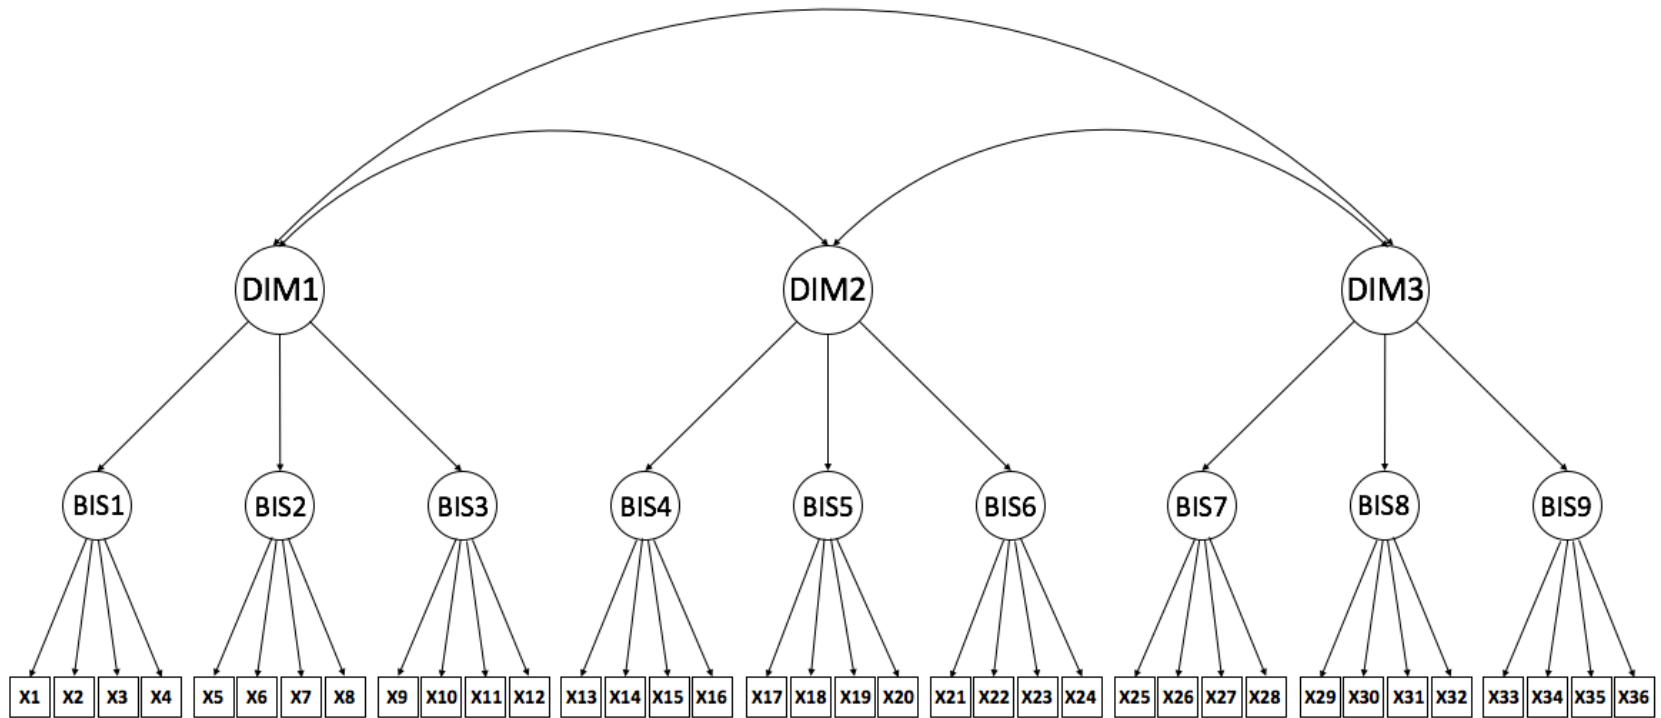 DIM1 DIM2 DIM3
BIS1 BIS2 BIS3 BIS4 BIS5 BIS6 BIS7 BIS8 BIS9
X1 X2 X3 X4 X5 X6 X7 X8 X9 X10 X11 X12 X13 X14 X15 X16 X17 X18 X19 X20 X21 X22 X23 X24 X25 X26 X27 X28 X29 X30 X31 X32 X33 X34 X35 X36